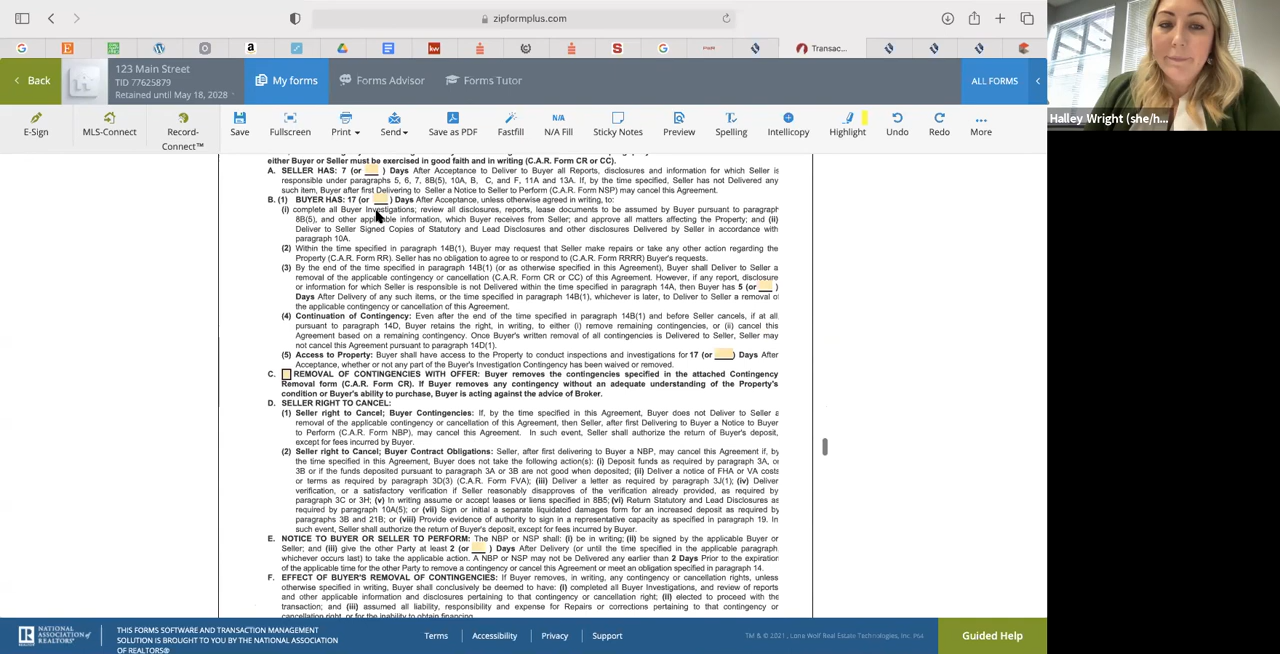 zipformplus.com
Transac...
Back
123 Main Street
TID 77625879
Retained until May 18, 2028
My forms
Forms Advisor
Forms Tutor
ALL FORMS
E-Sign
MLS-Connect
Record-
Connect™
Save
Fullscreen
Print
Send
Save as PDF
Fastfill
N/A
N/A Fill
Sticky Notes
Preview
Spelling
Intellicopy
Highlight
Undo
Redo
More
Halley Wright (she/h...
either Buyer or Seller must be exercised in good faith and in writing (C.A.R. Form CR or CC).
A. SELLER HAS: 7 (or ) Days After Acceptance to Deliver to Buyer all Reports, disclosures and information for which Seller is
responsible under paragraphs 5, 6, 7, 8B(5), 10A, B, C, and F, 11A and 13A. If, by the time specified, Seller has not Delivered any
such item, Buyer after first Delivering to Seller a Notice to Seller to Perform (C.A.R. Form NSP) may cancel this Agreement.
B. (1) BUYER HAS: 17 (or ) Days After Acceptance, unless otherwise agreed in writing, to:
(i) complete all Buyer Investigations; review all disclosures, reports, lease documents to be assumed by Buyer pursuant to paragraph
8B(5), and other applicable information, which Buyer receives from Seller; and approve all matters affecting the Property; and (ii)
Deliver to Seller Signed Copies of Statutory and Lead Disclosures and other disclosures Delivered by Seller in accordance with
paragraph 10A.
(2) Within the time specified in paragraph 14B(1), Buyer may request that Seller make repairs or take any other action regarding the
Property (C.A.R. Form RR). Seller has no obligation to agree to or respond to (C.A.R. Form RRRR) Buyer's requests.
(3) By the end of the time specified in paragraph 14B(1) (or as otherwise specified in this Agreement), Buyer shall Deliver to Seller a
removal of the applicable contingency or cancellation (C.A.R. Form CR or CC) of this Agreement. However, if any report, disclosure
or information for which Seller is responsible is not Delivered within the time specified in paragraph 14A, then Buyer has 5 (or )
Days After Delivery of any such items, or the time specified in paragraph 14B(1), whichever is later, to Deliver to Seller a removal of
the applicable contingency or cancellation of this Agreement.
(4) Continuation of Contingency: Even after the end of the time specified in paragraph 14B(1) and before Seller cancels, if at all,
pursuant to paragraph 14D, Buyer retains the right, in writing, to either (i) remove remaining contingencies, or (ii) cancel this
Agreement based on a remaining contingency. Once Buyer's written removal of all contingencies is Delivered to Seller, Seller may
not cancel this Agreement pursuant to paragraph 14D(1).
(5) Access to Property: Buyer shall have access to the Property to conduct inspections and investigations for 17 (or ) Days After
Acceptance, whether or not any part of the Buyer's Investigation Contingency has been waived or removed.
C. REMOVAL OF CONTINGENCIES WITH OFFER: Buyer removes the contingencies specified in the attached Contingency
Removal form (C.A.R. Form CR). If Buyer removes any contingency without an adequate understanding of the Property's
condition or Buyer's ability to purchase, Buyer is acting against the advice of Broker.
D. SELLER RIGHT TO CANCEL:
(1) Seller right to Cancel; Buyer Contingencies: If, by the time specified in this Agreement, Buyer does not Deliver to Seller a
removal of the applicable contingency or cancellation of this Agreement, then Seller, after first Delivering to Buyer a Notice to Buyer
to Perform (C.A.R. Form NBP), may cancel this Agreement. In such event, Seller shall authorize the return of Buyer's deposit,
except for fees incurred by Buyer.
(2) Seller right to Cancel; Buyer Contract Obligations: Seller, after first delivering to Buyer a NBP, may cancel this Agreement if, by
the time specified in this Agreement, Buyer does not take the following action(s): (i) Deposit funds as required by paragraph 3A, or
3B or if the funds deposited pursuant to paragraph 3A or 3B are not good when deposited; (ii) Deliver a notice of FHA or VA costs
or terms as required by paragraph 3D(3) (C.A.R. Form FVA); (iii) Deliver a letter as required by paragraph 3J(1); (iv) Deliver
verification, or a satisfactory verification if Seller reasonably disapproves of the verification already provided, as required by
paragraph 3C or 3H; (v) In writing assume or accept leases or liens specified in 8B5; (vi) Return Statutory and Lead Disclosures as
required by paragraph 10A(5); or (vii) Sign or initial a separate liquidated damages form for an increased deposit as required by
paragraphs 3B and 21B; or (viii) Provide evidence of authority to sign in a representative capacity as specified in paragraph 19. In
such event, Seller shall authorize the return of Buyer's deposit, except for fees incurred by Buyer.
E. NOTICE TO BUYER OR SELLER TO PERFORM: The NBP or NSP shall: (i) be in writing; (ii) be signed by the applicable Buyer or
Seller; and (iii) give the other Party at least 2 (or ) Days After Delivery (or until the time specified in the applicable paragraph,
whichever occurs last) to take the applicable action. A NBP or NSP may not be Delivered any earlier than 2 Days Prior to the expiration
of the applicable time for the other Party to remove a contingency or cancel this Agreement or meet an obligation specified in paragraph 14.
F. EFFECT OF BUYER'S REMOVAL OF CONTINGENCIES: If Buyer removes, in writing, any contingency or cancellation rights, unless
otherwise specified in writing, Buyer shall conclusively be deemed to have: (i) completed all Buyer Investigations, and review of reports
and other applicable information and disclosures pertaining to that contingency or cancellation right; (ii) elected to proceed with the
transaction; and (iii) assumed all liability, responsibility and expense for Repairs or corrections pertaining to that contingency or
cancellation right, or for the inability to obtain financing.
NATIONAL
ASSOCIATION of
REALTORS®
THIS FORMS SOFTWARE AND TRANSACTION MANAGEMENT
SOLUTION IS BROUGHT TO YOU BY THE NATIONAL ASSOCIATION
OF REALTORS®
Terms
Accessibility
Privacy
Support
TM & © 2021, Lone Wolf Real Estate Technologies, Inc. PS4
Guided Help